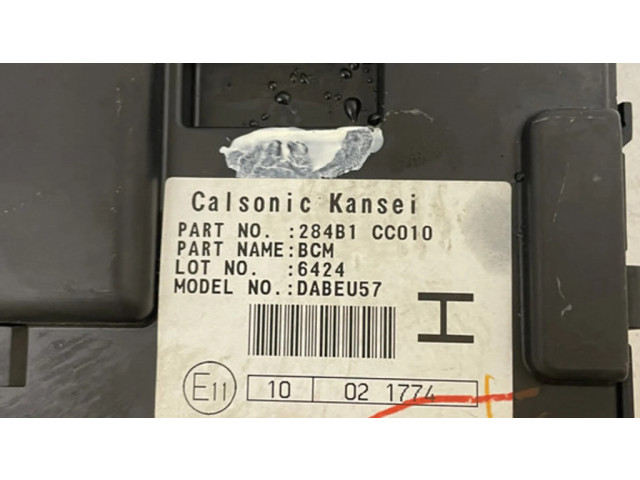 Calsonic Kansei
PART NO. :284B1 CC010
PART NAME:BCM
LOT NO. :6424
MODEL NO.:DABEU57
H
E11 10 02 1774